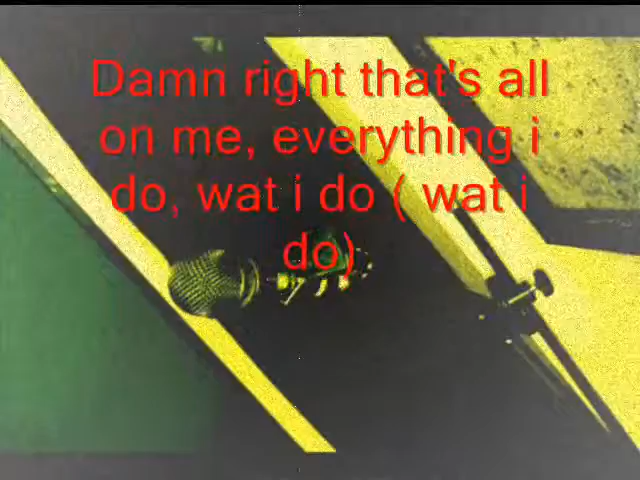 Damn right that's all
on me, everything i
do, wat i do ( wat i
do)